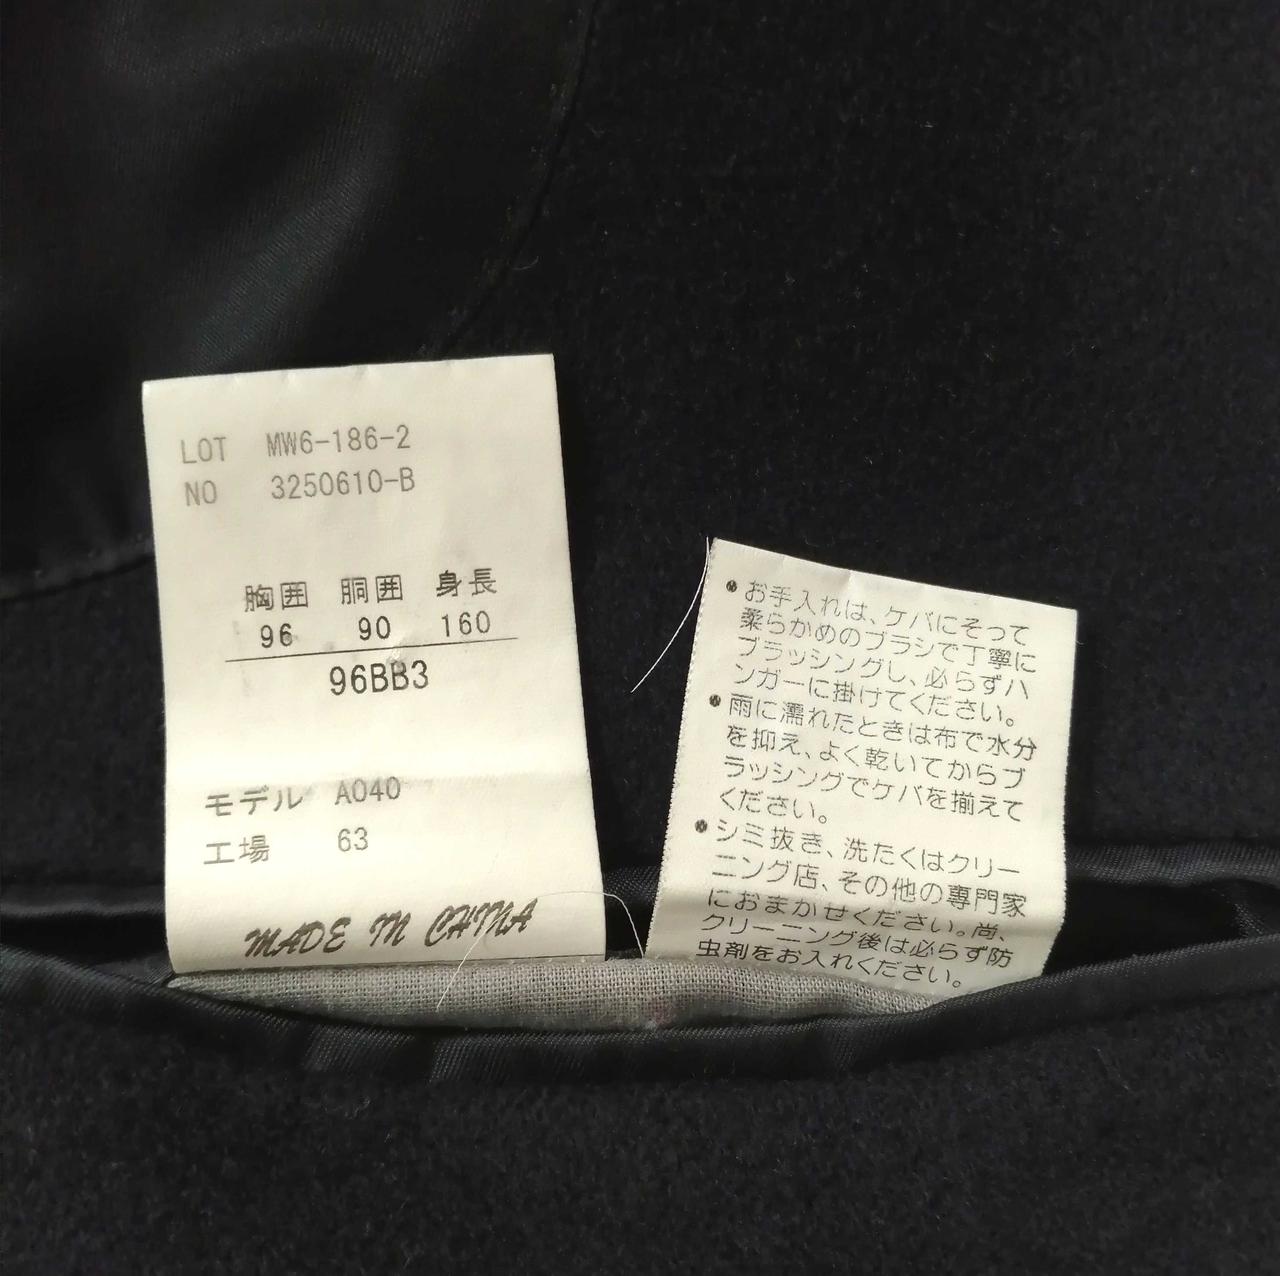 LOT MW6-186-2
NO 3250610-B
胸囲 胴囲 身長
96 90 160
96BB3
モデル A040
工場 63
MADE IN CHINA
●お手入れは、ケバにそって
柔らかめのブラシで丁寧に
ブラッシングし、必らずハ
ンガーに掛けてください。
●雨に濡れたときは布で水分
を抑え、よく乾いてからブ
ラッシングでケバを揃えて
ください。
●シミ抜き、洗たくはクリー
ニング店、その他の専門家
におまかせください。尚、
クリーニング後は必らず防
虫剤をお入れください。